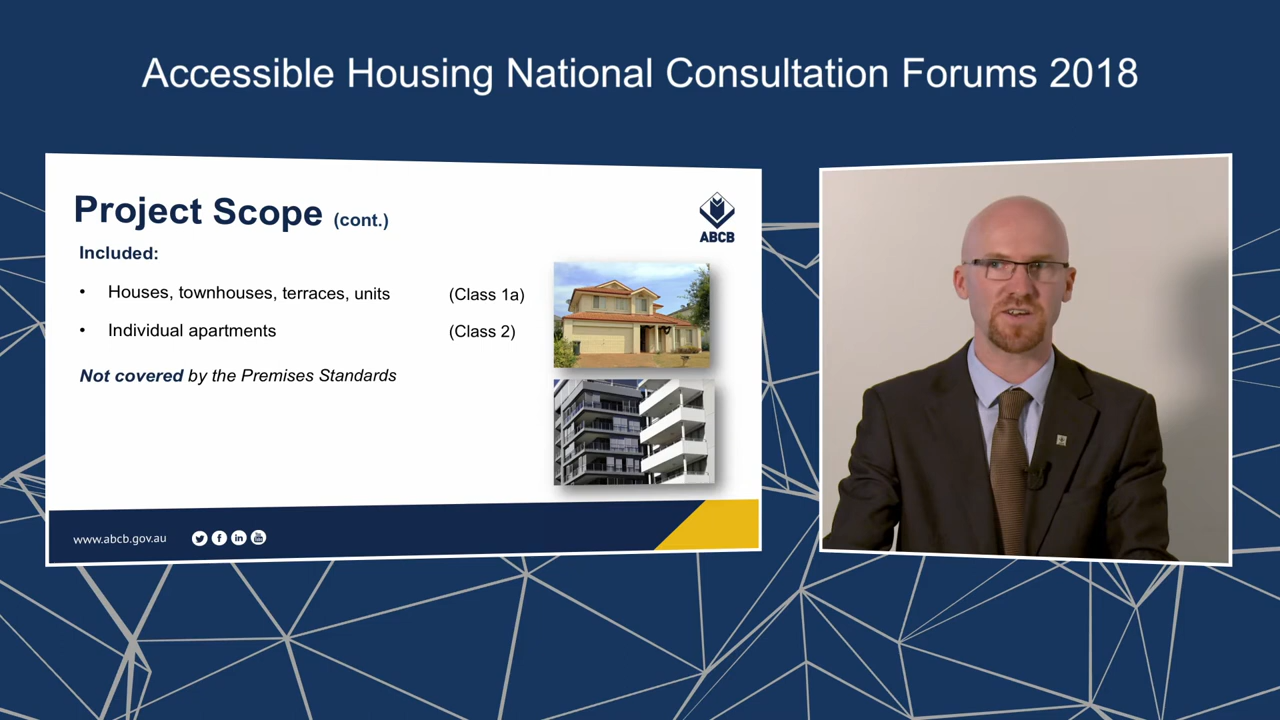 Accessible Housing National Consultation Forums 2018
Project Scope (cont.)
ABCB
Included:
• Houses, townhouses, terraces, units (Class 1a)
• Individual apartments (Class 2)
Not covered by the Premises Standards
www.abcb.gov.au